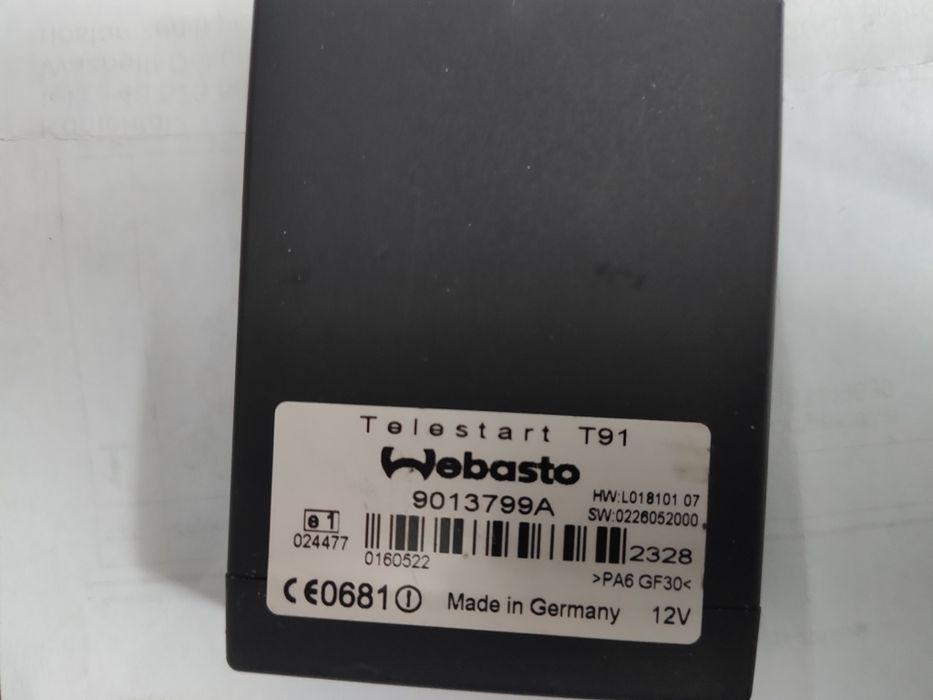 Telestart T91
Webasto
9013799A
HW:L018101 07
SW:0226052000
e1
024477
0160522
2328
>PA6 GF30<
CE0681
Made in Germany
12V